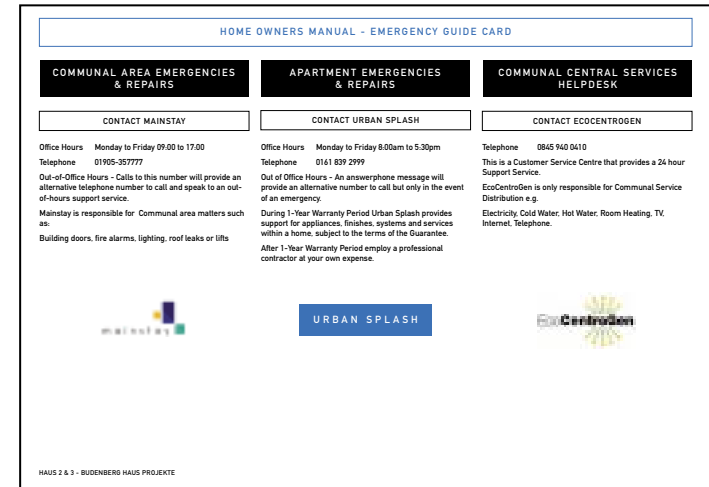 HOME OWNERS MANUAL - EMERGENCY GUIDE CARD
COMMUNAL AREA EMERGENCIES
& REPAIRS
CONTACT MAINSTAY
Office Hours Monday to Friday 09:00 to 17:00
Telephone 01905-357777
Out-of-Office Hours - Calls to this number will provide an
alternative telephone number to call and speak to an out-
of-hours support service.
Mainstay is responsible for Communal area matters such
as:
Building doors, fire alarms, lighting, roof leaks or lifts
mainstay
APARTMENT EMERGENCIES
& REPAIRS
CONTACT URBAN SPLASH
Office Hours Monday to Friday 8:00am to 5:30pm
Telephone 0161 839 2999
Out of Office Hours - An answerphone message will
provide an alternative number to call but only in the event
of an emergency.
During 1-Year Warranty Period Urban Splash provides
support for appliances, finishes, systems and services
within a home, subject to the terms of the Guarantee.
After 1-Year Warranty Period employ a professional
contractor at your own expense.
URBAN SPLASH
COMMUNAL CENTRAL SERVICES
HELPDESK
CONTACT ECOCENTROGEN
Telephone 0845 940 0410
This is a Customer Service Centre that provides a 24 hour
Support Service.
EcoCentroGen is only responsible for Communal Service
Distribution e.g.
Electricity, Cold Water, Hot Water, Room Heating, TV,
Internet, Telephone.
EcoCentroGen
HAUS 2 & 3 - BUDENBERG HAUS PROJEKTE